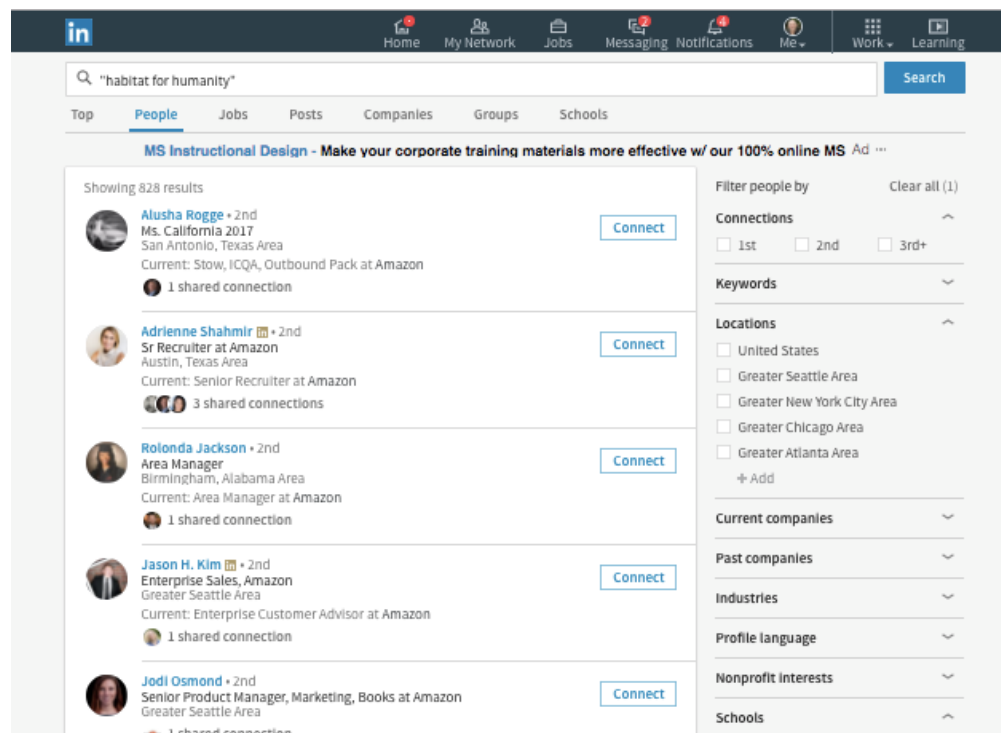 in
Home
My Network
Jobs
2
Messaging
4
Notifications
Me
Work
Learning
"habitat for humanity"
Search
Top People Jobs Posts Companies Groups Schools
MS Instructional Design - Make your corporate training materials more effective w/ our 100% online MS Ad ···
Showing 828 results
Alusha Rogge • 2nd
Ms. California 2017
San Antonio, Texas Area
Current: Stow, ICQA, Outbound Pack at Amazon
1 shared connection
Connect
Adrienne Shahmir in • 2nd
Sr Recruiter at Amazon
Austin, Texas Area
Current: Senior Recruiter at Amazon
3 shared connections
Connect
Rolonda Jackson • 2nd
Area Manager
Birmingham, Alabama Area
Current: Area Manager at Amazon
1 shared connection
Connect
Jason H. Kim in • 2nd
Enterprise Sales, Amazon
Greater Seattle Area
Current: Enterprise Customer Advisor at Amazon
1 shared connection
Connect
Jodi Osmond • 2nd
Senior Product Manager, Marketing, Books at Amazon
Greater Seattle Area
1 shared connection
Connect
Filter people by Clear all (1)
Connections
1st 2nd 3rd+
Keywords
Locations
United States
Greater Seattle Area
Greater New York City Area
Greater Chicago Area
Greater Atlanta Area
+ Add
Current companies
Past companies
Industries
Profile language
Nonprofit interests
Schools